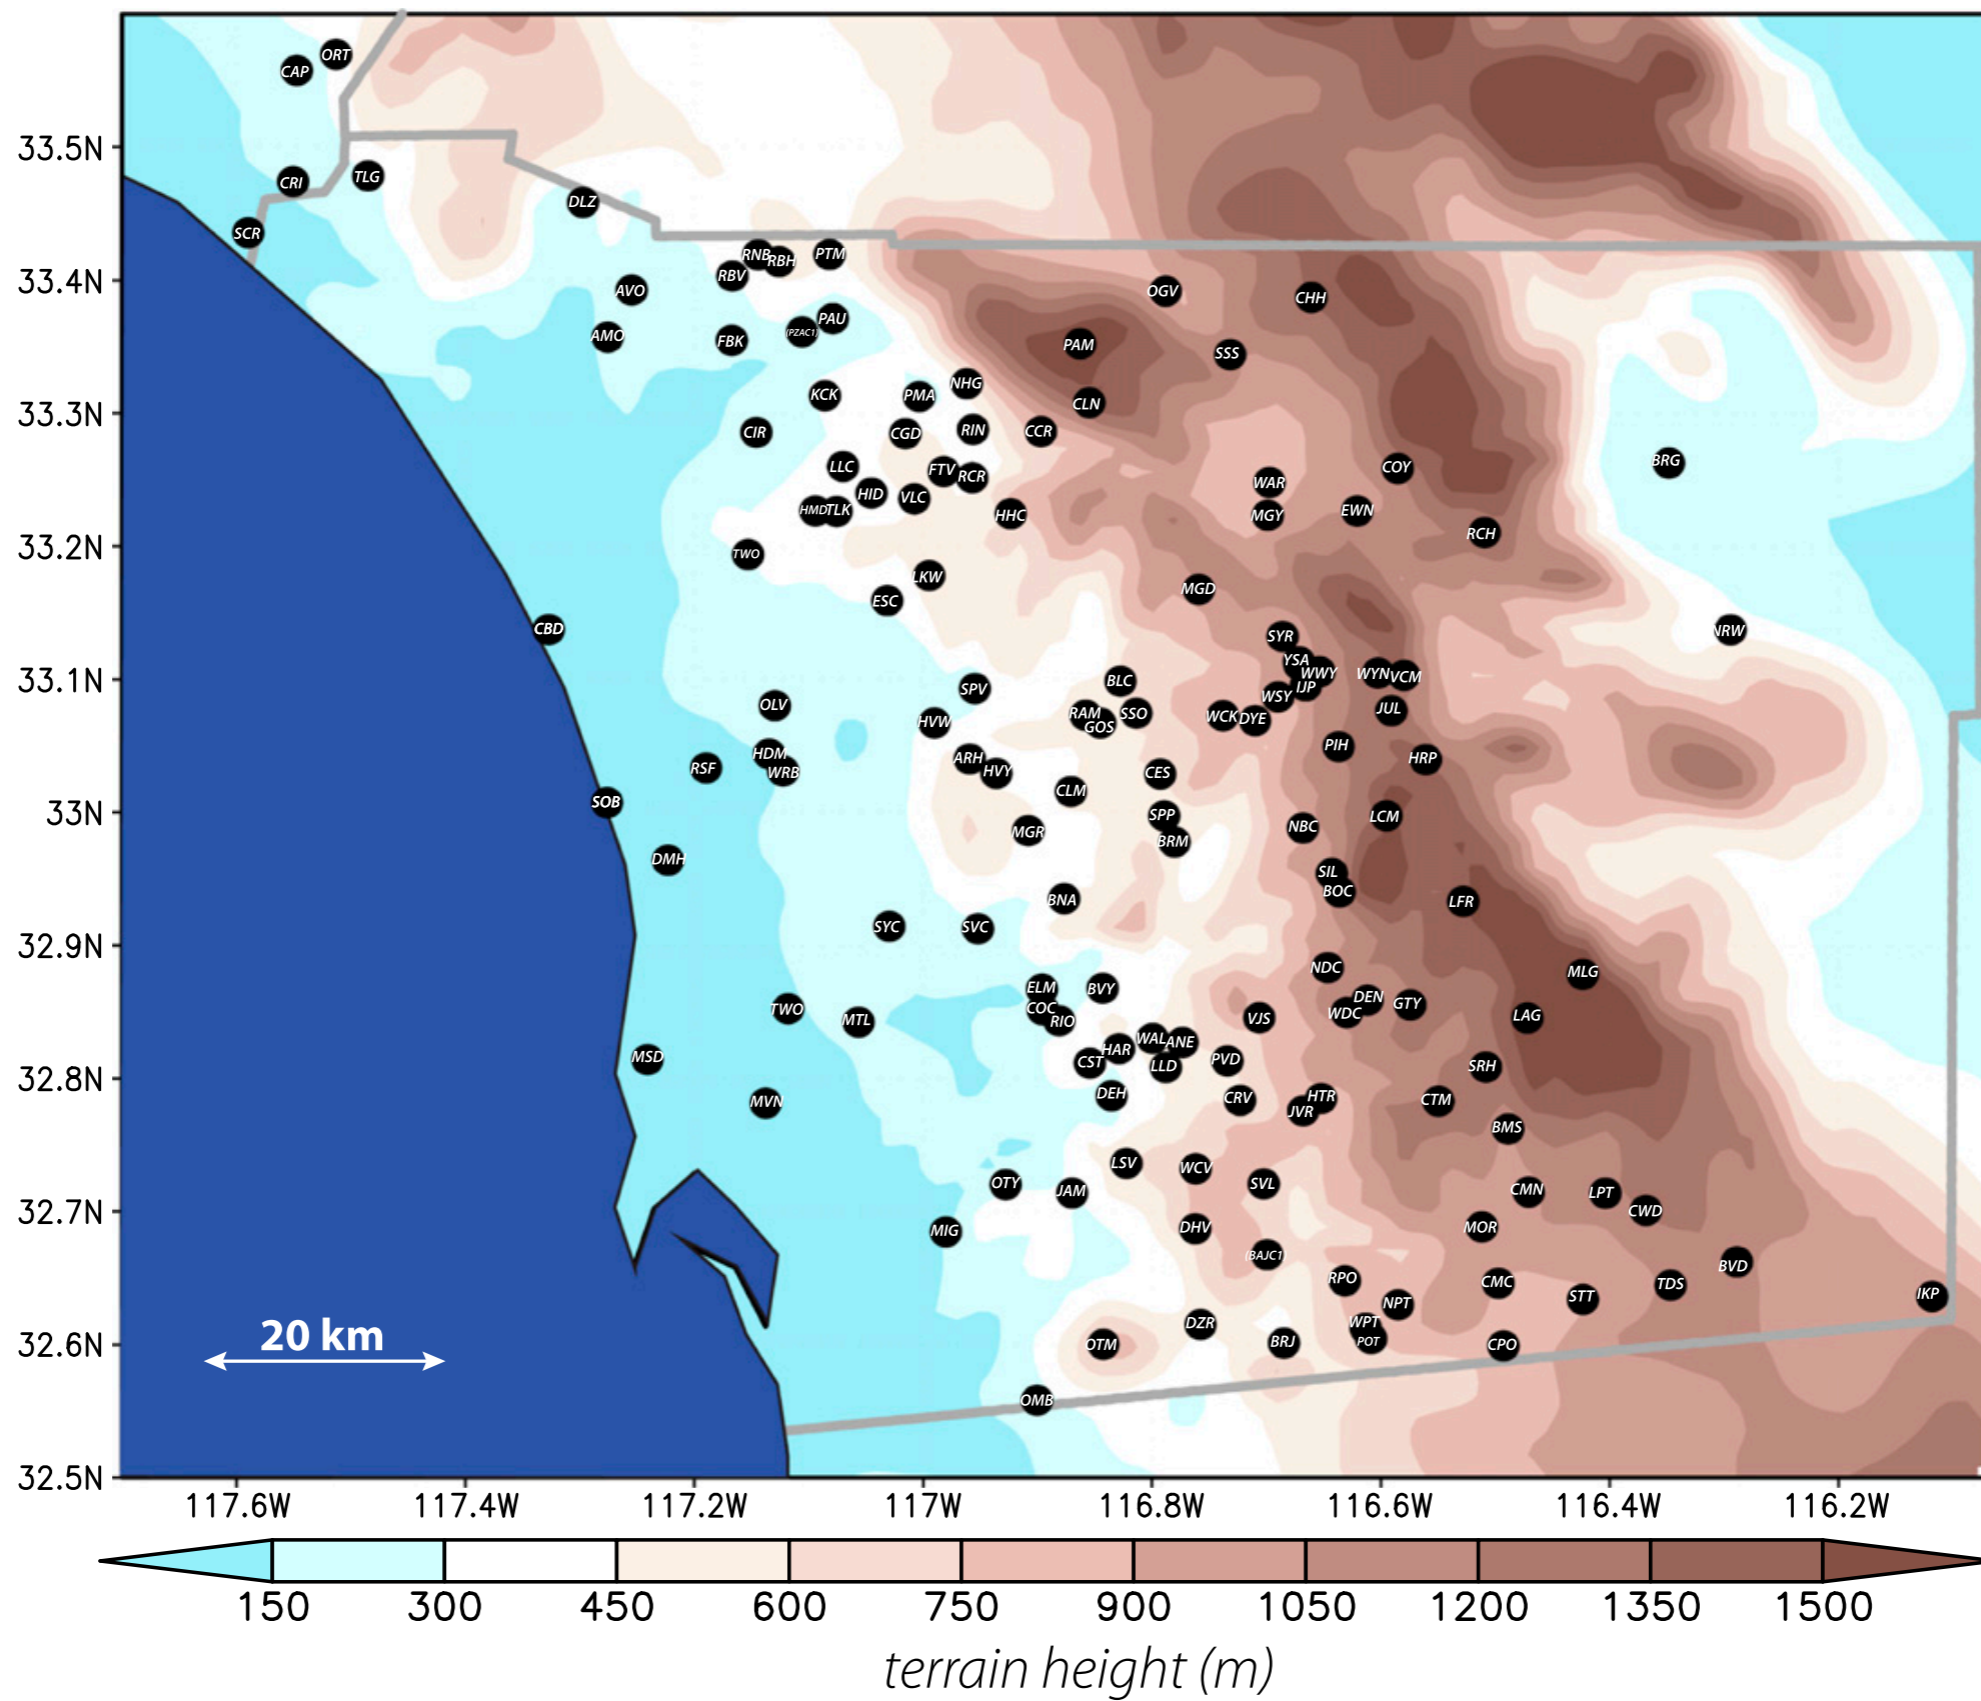 ORT
CAP
33.5N
TLG
CRI
DLZ
SCR
RNB
RBH
PTM
RBV
33.4N
AVO
OGV
CHH
PAU
(PZAC1)
AMO
FBK
PAM
SSS
NHG
KCK
PMA
CLN
33.3N
CIR
CGD
RIN
CCR
LLC
FTV
RCR
COY
BRG
WAR
HID
VLC
HMD
TLK
HHC
MGY
EWN
RCH
33.2N
TWO
LKW
MGD
ESC
CBD
SYR
NRW
YSA
WWY
WYN
VCM
33.1N
BLC
IJP
SPV
WSY
OLV
RAM
SSO
JUL
HVW
GOS
WCK
DYE
PIH
HDM
ARH
HRP
RSF
WRB
HVY
CES
CLM
SOB
33N
SPP
LCM
MGR
NBC
BRM
DMH
SIL
BOC
BNA
LFR
32.9N
SYC
SVC
NDC
MLG
ELM
BVY
DEN
GTY
TWO
COC
WDC
MTL
RIO
VJS
LAG
WAL
ANE
HAR
MSD
CST
LLD
PVD
SRH
32.8N
DEH
CRV
HTR
CTM
MVN
JVR
BMS
LSV
WCV
OTY
JAM
SVL
CMN
LPT
32.7N
CWD
MIG
DHV
MOR
(BAJC1)
BVD
RPO
CMC
TDS
STT
IKP
NPT
DZR
WPT
20 km
32.6N
OTM
BRJ
POT
CPO
OMB
32.5N
117.6W 117.4W 117.2W 117W 116.8W 116.6W 116.4W 116.2W
150 300 450 600 750 900 1050 1200 1350 1500
terrain height (m)